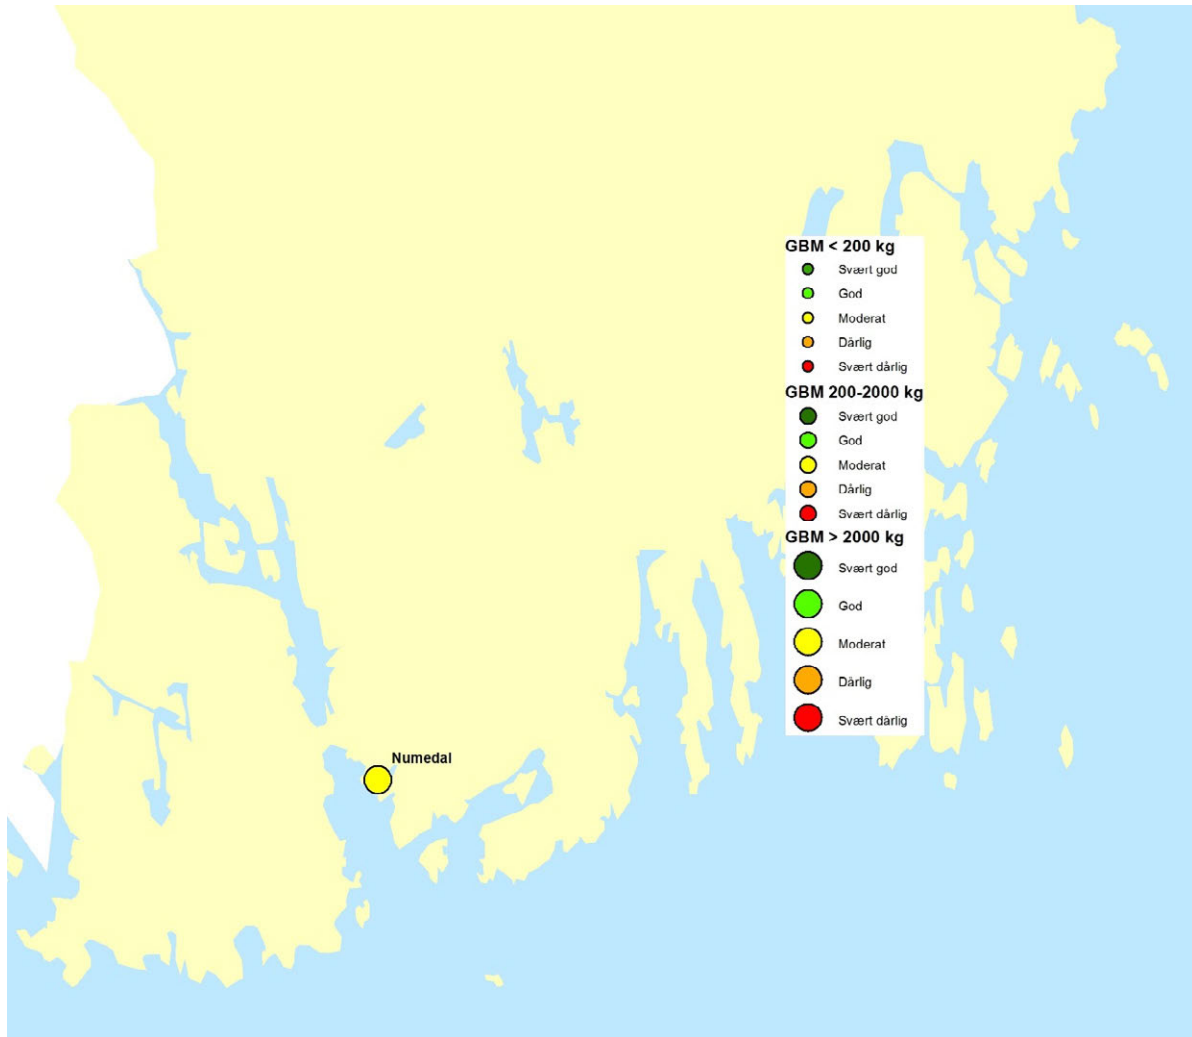 GBM < 200 kg
Svært god
God
Moderat
Dårlig
Svært dårlig
GBM 200-2000 kg
Svært god
God
Moderat
Dårlig
Svært dårlig
GBM > 2000 kg
Svært god
God
Moderat
Dårlig
Svært dårlig
Numedal